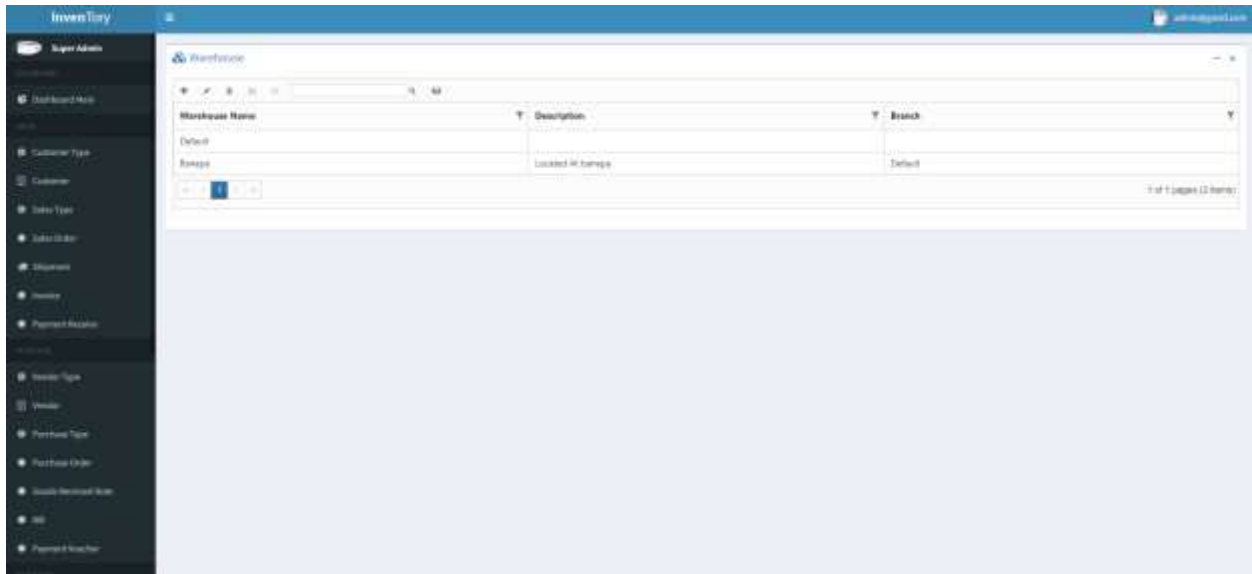 InvenTory
Super Admin
Dashboard Main
Customer Type
Customer
Sales Type
Sales Order
Shipment
Invoice
Payment Receive
Vendor Type
Vendor
Purchase Type
Purchase Order
Goods Received Note
Bill
Payment Voucher
Warehouse
Warehouse Name Description Branch
Default
Located At Default
1
1 of 1 pages (2 items)